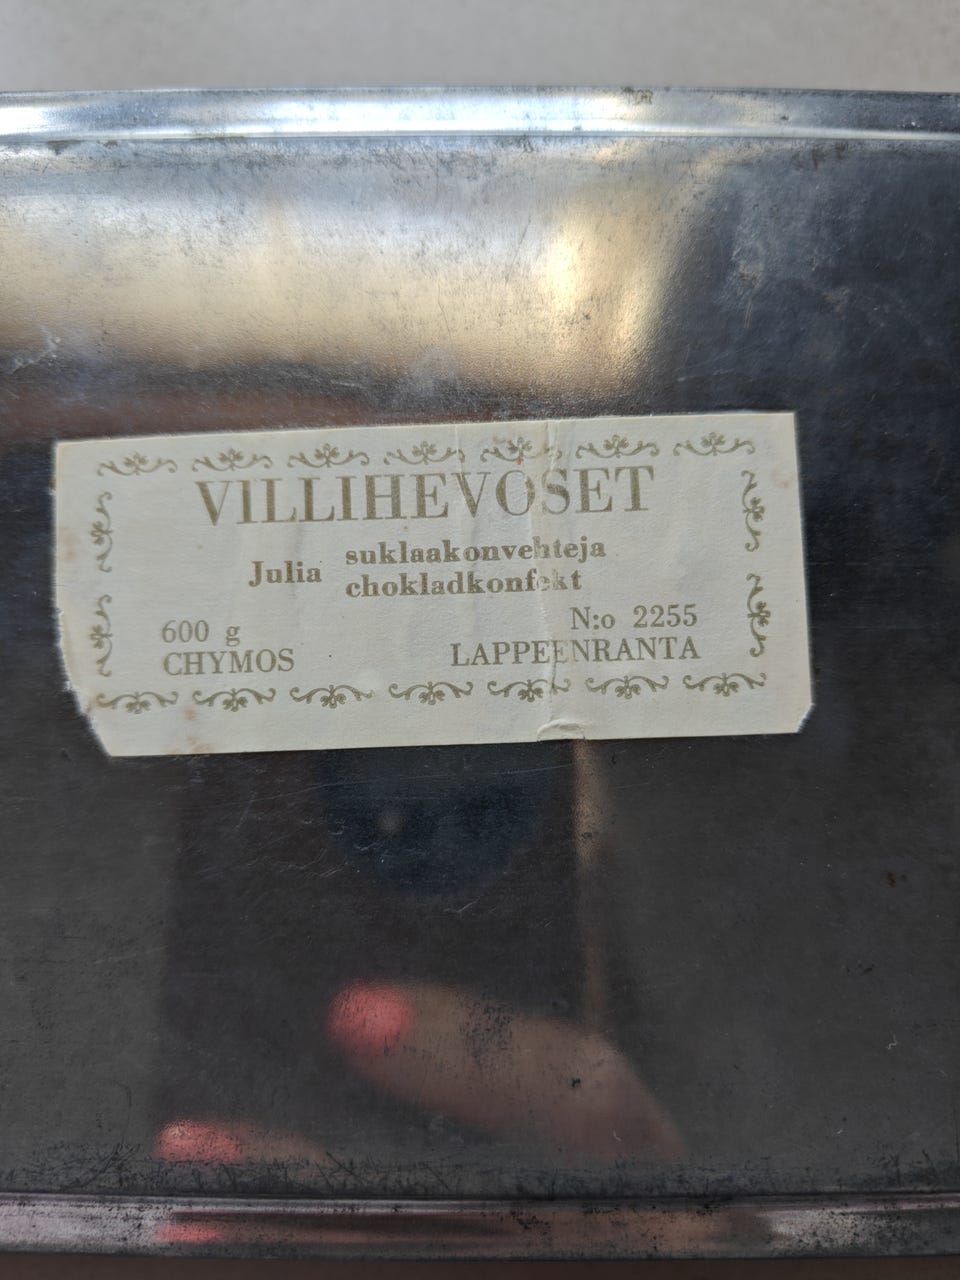 VILLIHEVOSET
Julia suklaakonvehteja
chokladkonfekt
600 g N:o 2255
CHYMOS LAPPEENRANTA